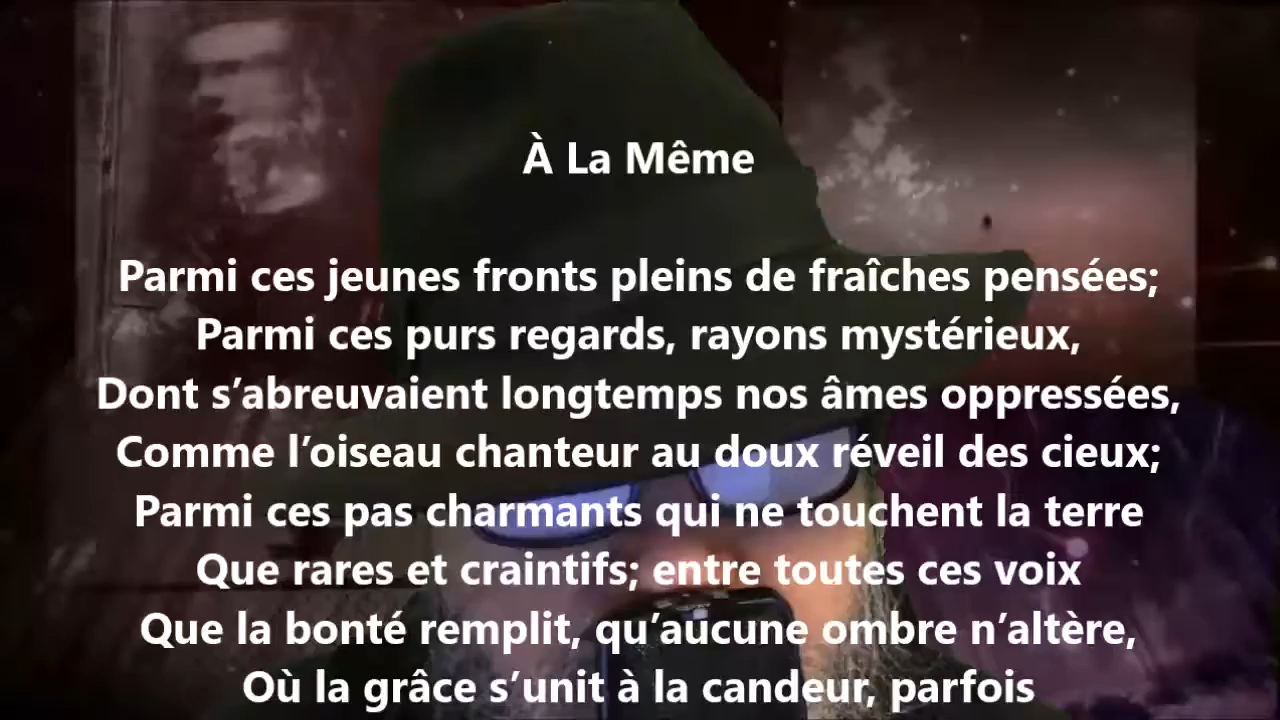 À La Même
Parmi ces jeunes fronts pleins de fraîches pensées;
Parmi ces purs regards, rayons mystérieux,
Dont s’abreuvaient longtemps nos âmes oppressées,
Comme l’oiseau chanteur au doux réveil des cieux;
Parmi ces pas charmants qui ne touchent la terre
Que rares et craintifs; entre toutes ces voix
Que la bonté remplit, qu’aucune ombre n’altère,
Où la grâce s’unit à la candeur, parfois